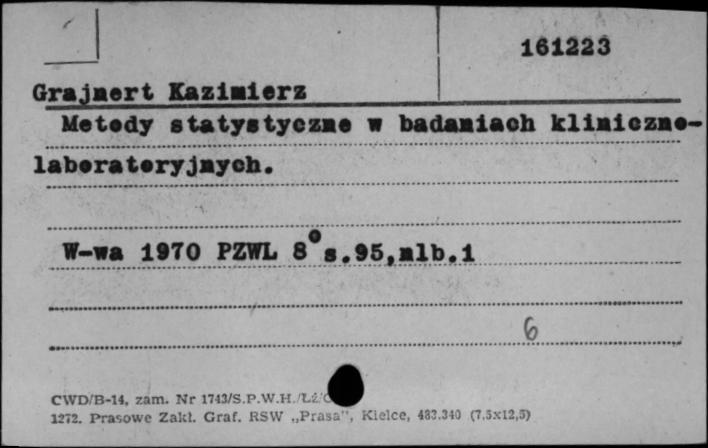 161223
Grajnert Kazimierz
Metody statystyczne w badaniach kliniczno-
laboratoryjnych.
W-wa 1970 PZWL 8° s.95,nlb.1
6
CWD/B-14, zam. Nr 1743/S.P.W.H./Lź/
1272. Prasowe Zakł. Graf. RSW „Prasa", Kielce, 483.340 (7,5x12,5)